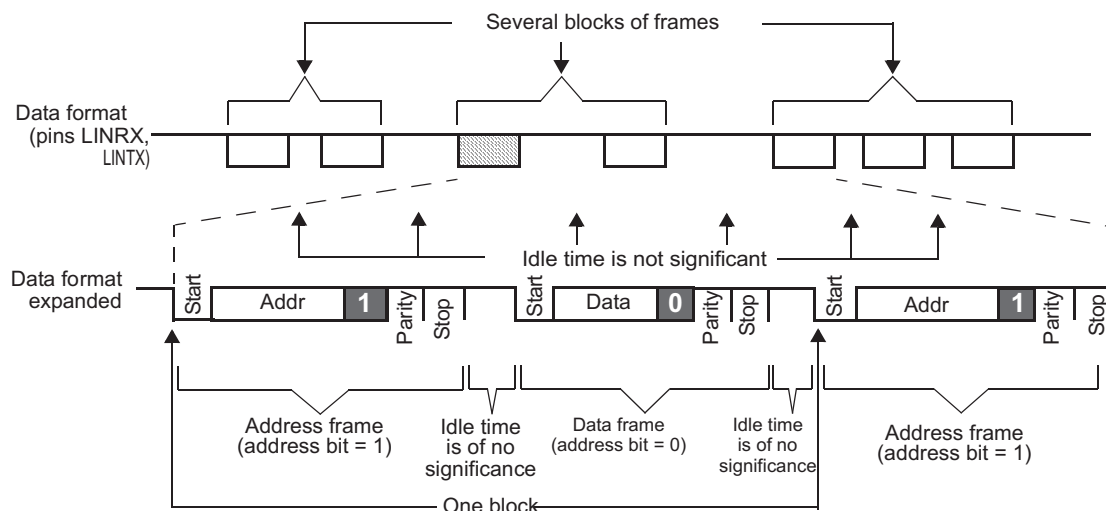 Several blocks of frames
Data format
(pins LINRX,
LINTX)
Idle time is not significant
Data format
expanded
Start
Addr
1
Parity
Stop
Start
Data
0
Parity
Stop
Start
Addr
1
Parity
Stop
Address frame
(address bit = 1)
Idle time
is of no
significance
Data frame
(address bit = 0)
Idle time
is of no
significance
Address frame
(address bit = 1)
One block